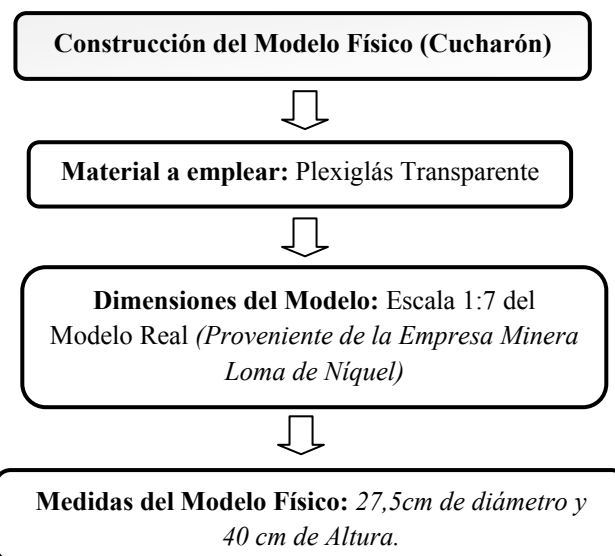 Construcción del Modelo Físico (Cucharón)
Material a emplear: Plexiglás Transparente
Dimensiones del Modelo: Escala 1:7 del
Modelo Real (Proveniente de la Empresa Minera
Loma de Níquel)
Medidas del Modelo Físico: 27,5cm de diámetro y
40 cm de Altura.